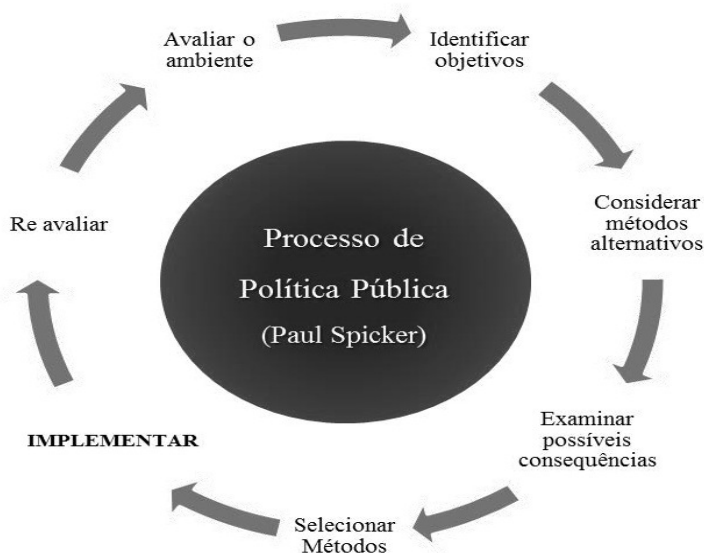 Avaliar o
ambiente
Identificar
objetivos
Considerar
métodos
alternativos
Examinar
possíveis
consequências
Selecionar
Métodos
IMPLEMENTAR
Re avaliar
Processo de
Política Pública
(Paul Spicker)